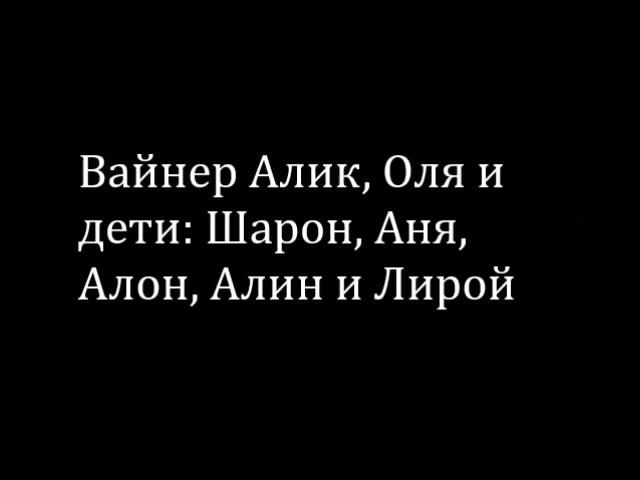 Вайнер Алик, Оля и
дети: Шарон, Аня,
Алон, Алин и Лирой